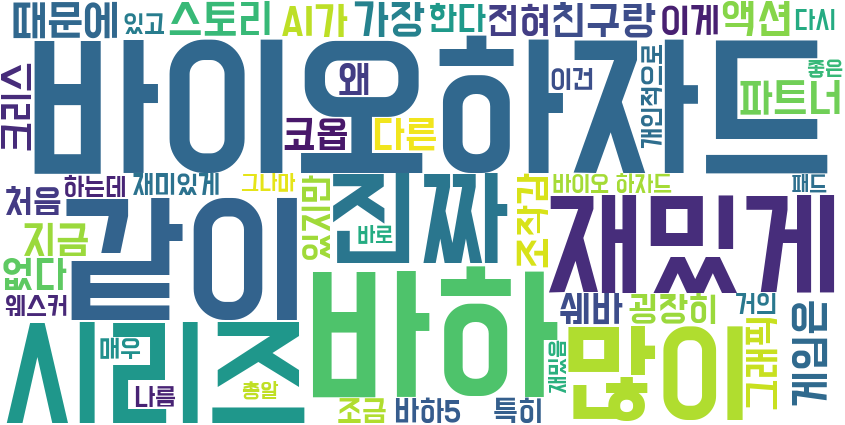 때문에
있고
스토리
AI가
가장
한다
전혀
친구랑
이게
액션
다시
바이오하자드
크리스
왜
이건
개인적으로
좋은
파트너
코옵
다른
처음
하는데
재미있게
그나마
진짜
바이오 하자드
패드
같이
있지만
바로
조작감
재밌게
지금
없다
웨스커
바하
쉐바
굉장히
거의
게임은
시리즈
매우
많이
재밌음
그래픽
나름
총알
조금
바하5
특히